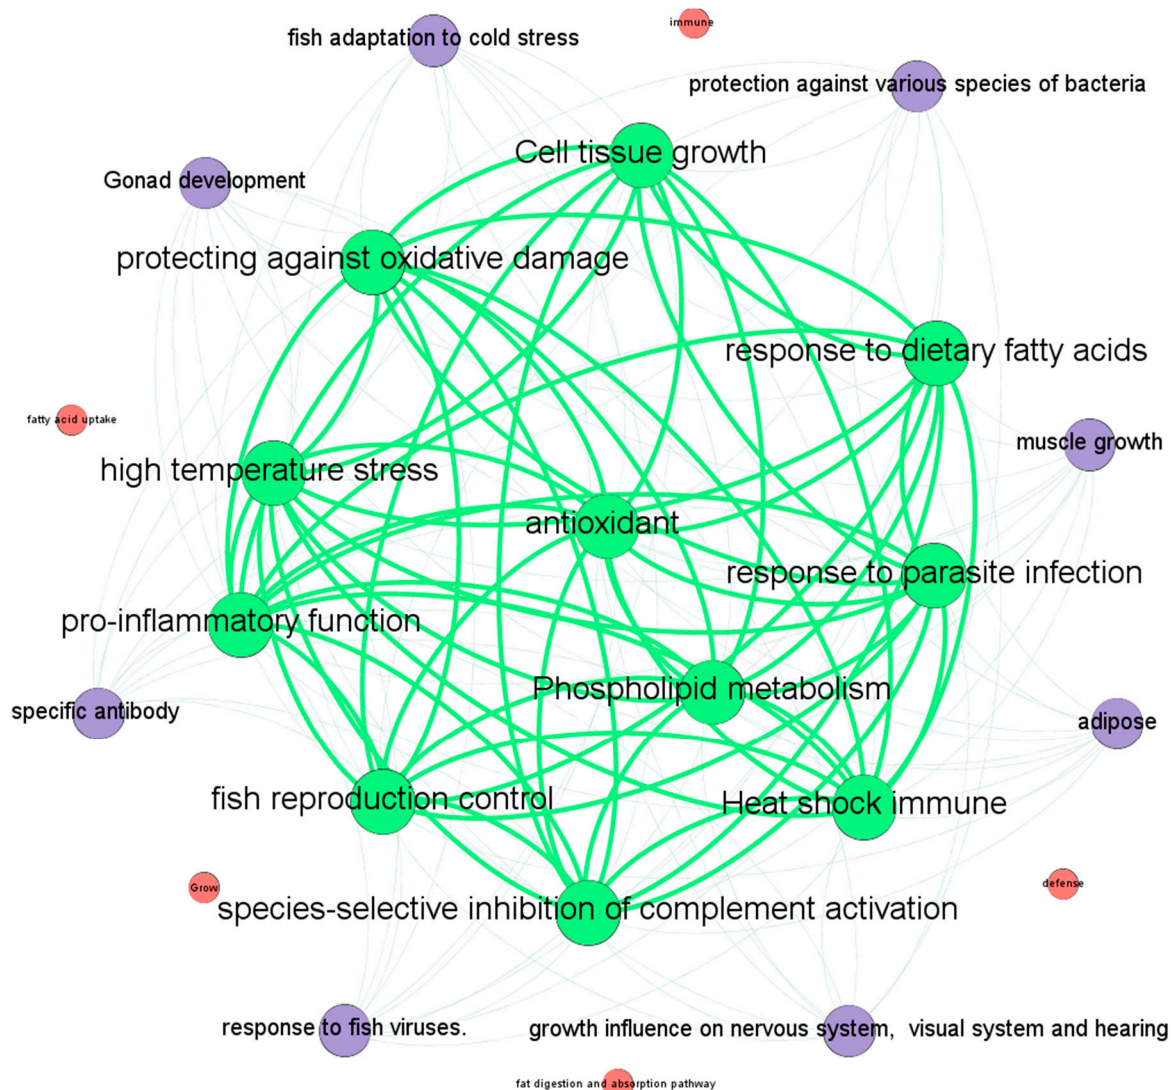 immune
fish adaptation to cold stress
protection against various species of bacteria
Cell tissue growth
Gonad development
protecting against oxidative damage
response to dietary fatty acids
fatty acid uptake
muscle growth
high temperature stress
antioxidant
response to parasite infection
pro-inflammatory function
Phospholipid metabolism
specific antibody
adipose
fish reproduction control
Heat shock immune
Growl
defense
species-selective inhibition of complement activation
response to fish viruses.
growth influence on nervous system, visual system and hearing
fat digestion and absorption pathway